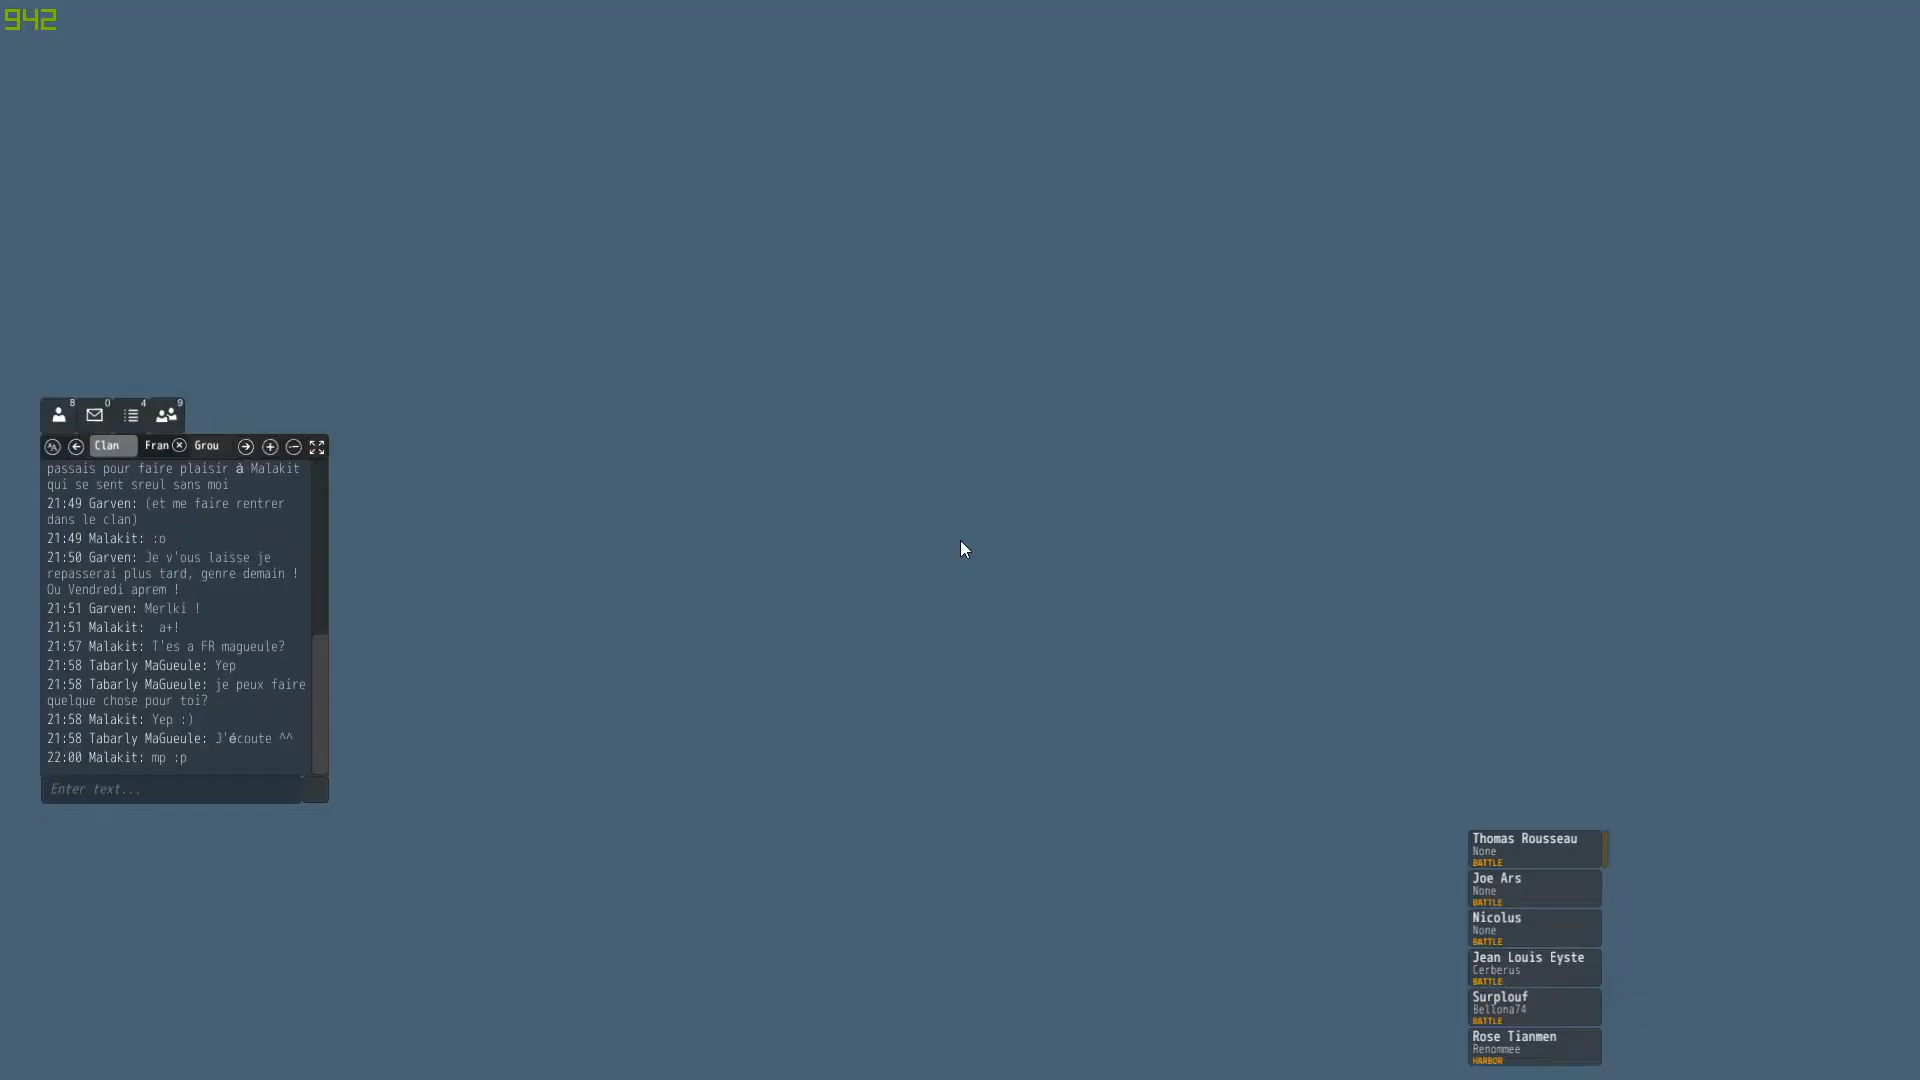 942
8 0 4 9
Clan Fran Grou
passais pour faire plaisir à Malakit
qui se sent sreul sans moi
21:49 Garven: (et me faire rentrer
dans le clan)
21:49 Malakit: :o
21:50 Garven: Je v'ous laisse je
repasserai plus tard, genre demain !
Ou Vendredi aprem !
21:51 Garven: Merlki !
21:51 Malakit:  a+!
21:57 Malakit: T'es a FR magueule?
21:58 Tabarly MaGueule: Yep
21:58 Tabarly MaGueule: je peux faire
quelque chose pour toi?
21:58 Malakit: Yep :)
21:58 Tabarly MaGueule: J'écoute ^^
22:00 Malakit: mp :p
Enter text...
Thomas Rousseau
None
BATTLE
Joe Ars
None
BATTLE
Nicolus
None
BATTLE
Jean Louis Eyste
Cerberus
BATTLE
Surplouf
Bellona74
BATTLE
Rose Tianmen
Renommee
HARBOR